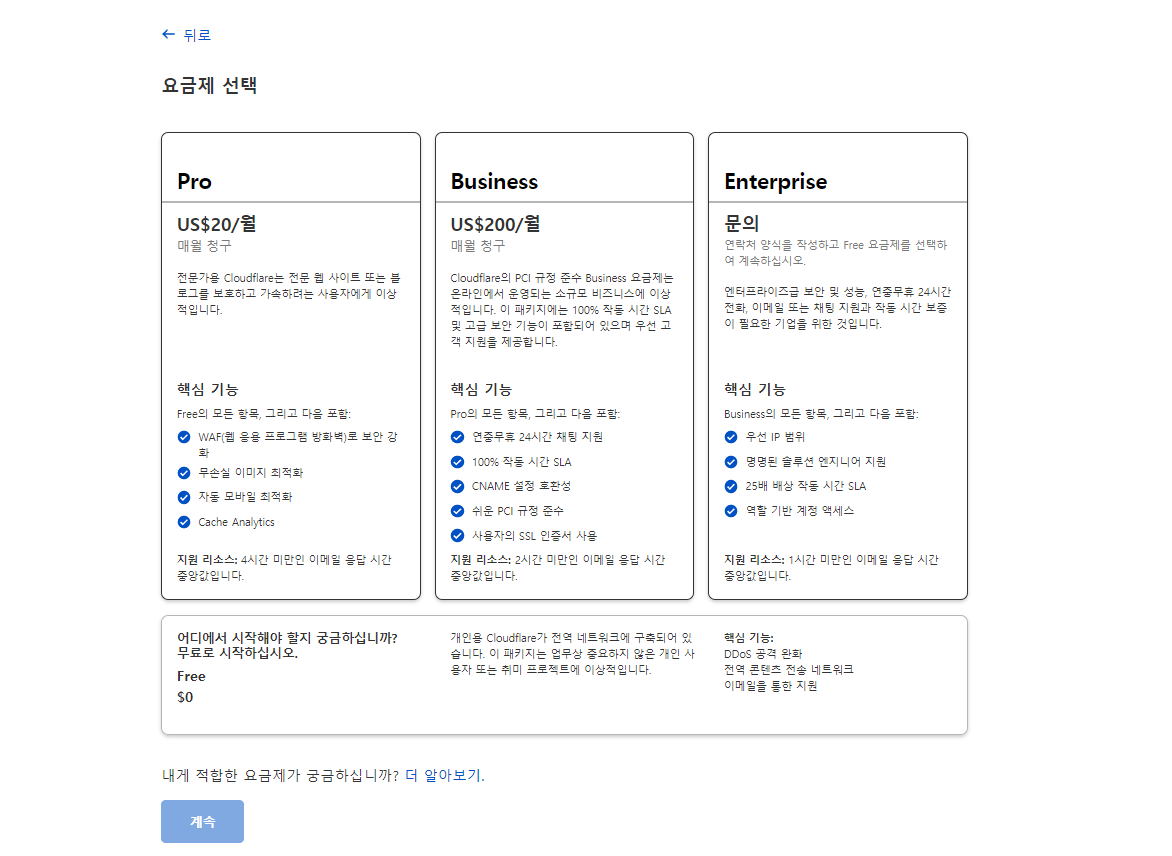 ← 뒤로
요금제 선택
Pro
US$20/월
매월 청구
전문가용 Cloudflare는 전문 웹 사이트 또는 블
로그를 보호하고 가속하려는 사용자에게 이상
적입니다.
핵심 기능
Free의 모든 항목, 그리고 다음 포함:
WAF(웹 응용 프로그램 방화벽)로 보안 강
화
무손실 이미지 최적화
자동 모바일 최적화
Cache Analytics
지원 리소스: 4시간 미만인 이메일 응답 시간
중앙값입니다.
Business
US$200/월
매월 청구
Cloudflare의 PCI 규정 준수 Business 요금제는
온라인에서 운영되는 소규모 비즈니스에 이상
적입니다. 이 패키지에는 100% 작동 시간 SLA
및 고급 보안 기능이 포함되어 있으며 우선 고
객 지원을 제공합니다.
핵심 기능
Pro의 모든 항목, 그리고 다음 포함:
연중무휴 24시간 채팅 지원
100% 작동 시간 SLA
CNAME 설정 호환성
쉬운 PCI 규정 준수
사용자의 SSL 인증서 사용
지원 리소스: 2시간 미만인 이메일 응답 시간
중앙값입니다.
Enterprise
문의
연락처 양식을 작성하고 Free 요금제를 선택하
여 계속하십시오.
엔터프라이즈급 보안 및 성능, 연중무휴 24시간
전화, 이메일 또는 채팅 지원과 작동 시간 보증
이 필요한 기업을 위한 것입니다.
핵심 기능
Business의 모든 항목, 그리고 다음 포함:
우선 IP 범위
명명된 솔루션 엔지니어 지원
25배 배상 작동 시간 SLA
역할 기반 계정 액세스
지원 리소스: 1시간 미만인 이메일 응답 시간
중앙값입니다.
어디에서 시작해야 할지 궁금하십니까?
무료로 시작하십시오.
Free
$0
개인용 Cloudflare가 전역 네트워크에 구축되어 있
습니다. 이 패키지는 업무상 중요하지 않은 개인 사
용자 또는 취미 프로젝트에 이상적입니다.
핵심 기능:
DDoS 공격 완화
전역 콘텐츠 전송 네트워크
이메일을 통한 지원
내게 적합한 요금제가 궁금하십니까? 더 알아보기.
계속